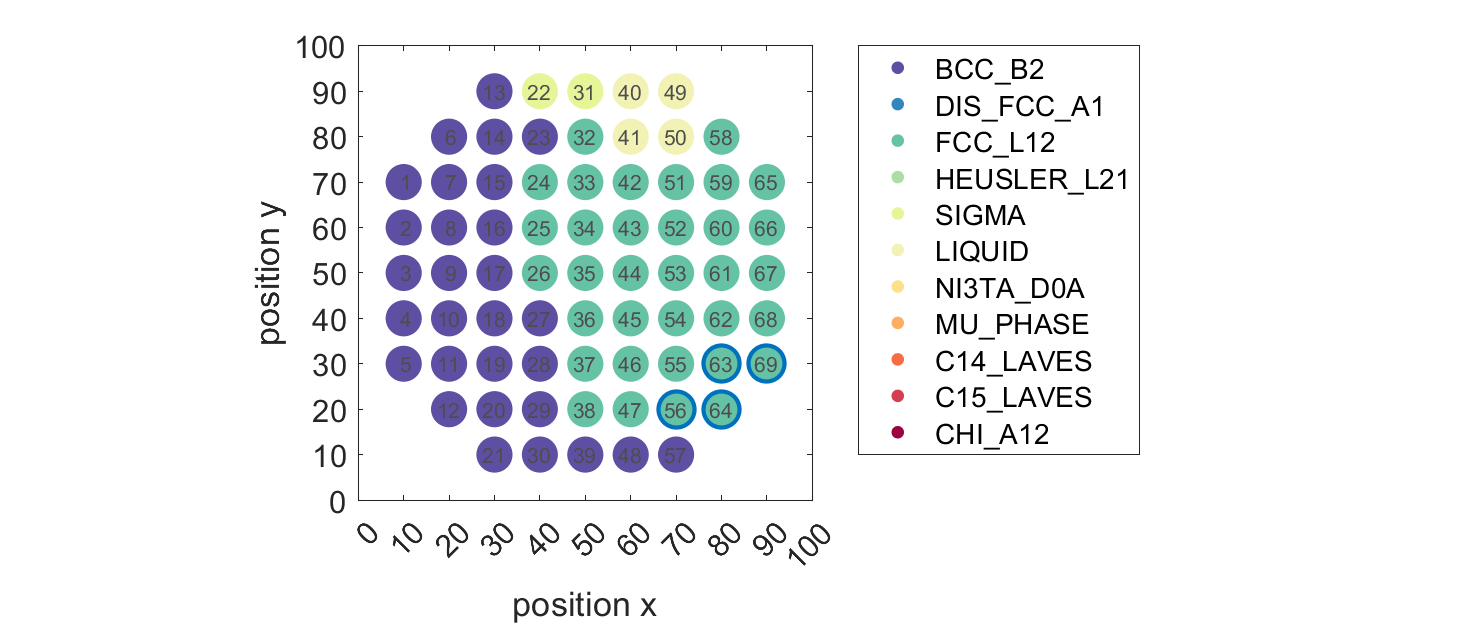 100
90 13 22 31 40 49
80 6 14 23 32 41 50 58
70 1 7 15 24 33 42 51 59 65
60 2 8 16 25 34 43 52 60 66
50 3 9 17 26 35 44 53 61 67
40 4 10 18 27 36 45 54 62 68
30 5 11 19 28 37 46 55 63 69
20 12 20 29 38 47 56 64
10 21 30 39 48 57
0
position y
0 10 20 30 40 50 60 70 80 90 100
position x
BCC_B2
DIS_FCC_A1
FCC_L12
HEUSLER_L21
SIGMA
LIQUID
NI3TA_D0A
MU_PHASE
C14_LAVES
C15_LAVES
CHI_A12